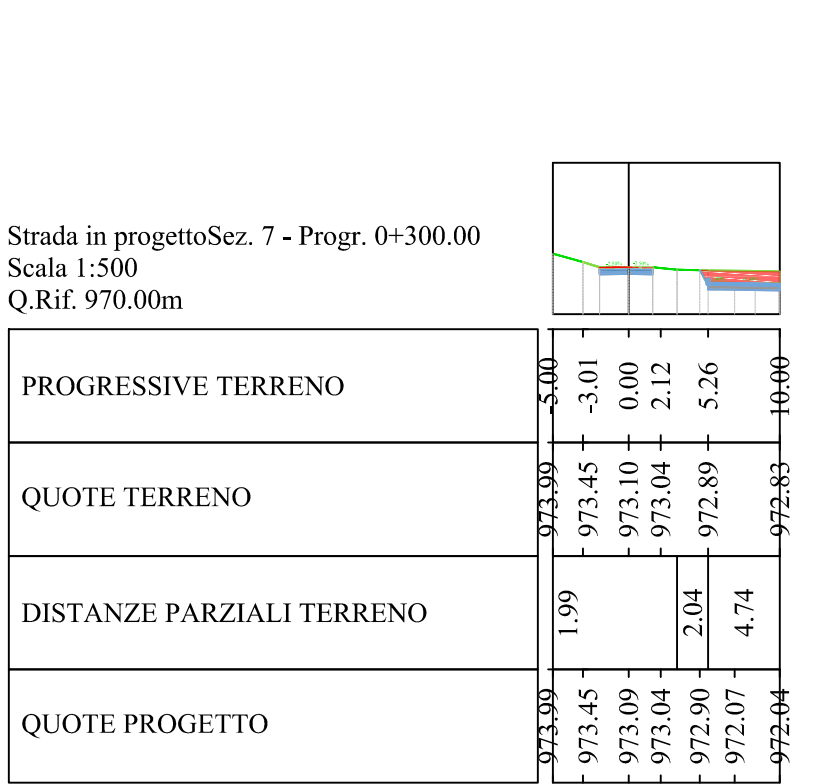 Strada in progettoSez. 7 - Progr. 0+300.00
Scala 1:500
Q.Rif. 970.00m
PROGRESSIVE TERRENO -5.00 -3.01 0.00 2.12 5.26 10.00
QUOTE TERRENO 973.99 973.45 973.10 973.04 972.89 972.83
DISTANZE PARZIALI TERRENO 1.99 2.04 4.74
QUOTE PROGETTO 973.99 973.45 973.09 973.04 972.90 972.07 972.04